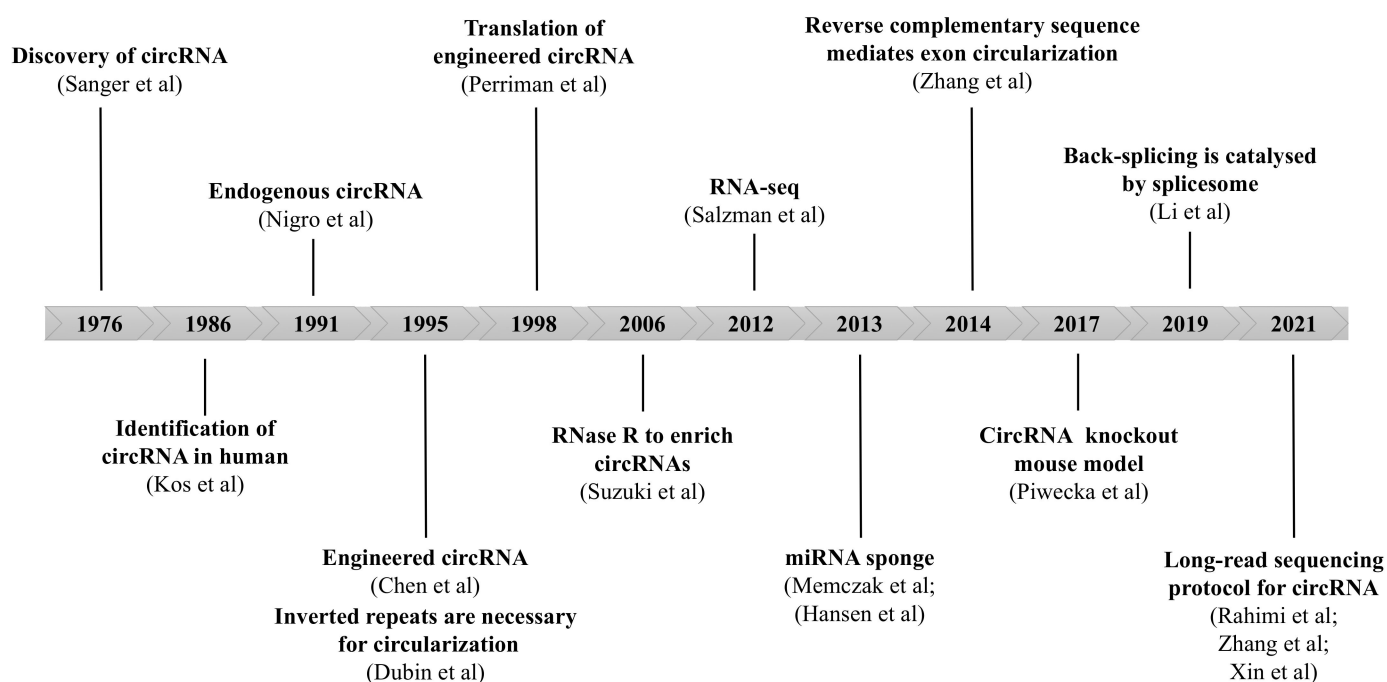 Discovery of circRNA
(Sanger et al)
Translation of
engineered circRNA
(Perriman et al)
Reverse complementary sequence
mediates exon circularization
(Zhang et al)
Endogenous circRNA
(Nigro et al)
RNA-seq
(Salzman et al)
Back-splicing is catalysed
by splicesome
(Li et al)
1976 1986 1991 1995 1998 2006 2012 2013 2014 2017 2019 2021
Identification of
circRNA in human
(Kos et al)
RNase R to enrich
circRNAs
(Suzuki et al)
CircRNA knockout
mouse model
(Piwecka et al)
Engineered circRNA
(Chen et al)
Inverted repeats are necessary
for circularization
(Dubin et al)
miRNA sponge
(Memczak et al;
(Hansen et al)
Long-read sequencing
protocol for circRNA
(Rahimi et al;
Zhang et al;
Xin et al)